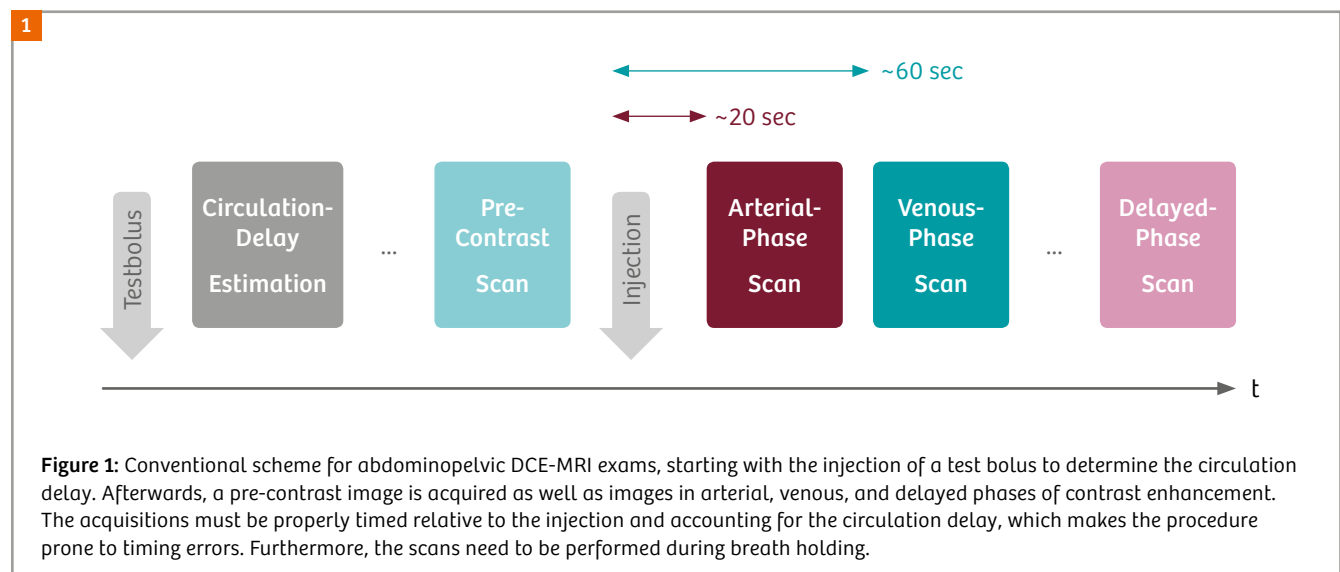 1
~60 sec
~20 sec
Testbolus
Circulation-
Delay
Estimation
...
Pre-
Contrast
Scan
Injection
Arterial-
Phase
Scan
Venous-
Phase
Scan
...
Delayed-
Phase
Scan
t
Figure 1: Conventional scheme for abdominopelvic DCE-MRI exams, starting with the injection of a test bolus to determine the circulation
delay. Afterwards, a pre-contrast image is acquired as well as images in arterial, venous, and delayed phases of contrast enhancement.
The acquisitions must be properly timed relative to the injection and accounting for the circulation delay, which makes the procedure
prone to timing errors. Furthermore, the scans need to be performed during breath holding.